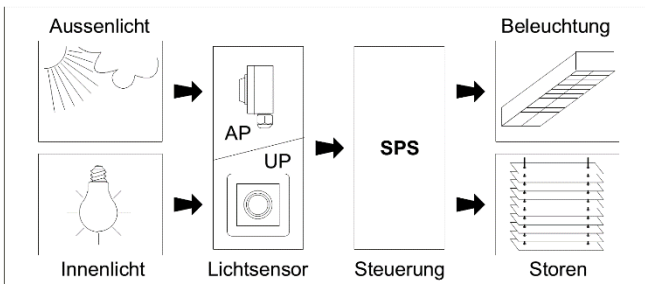 Aussenlicht
Beleuchtung
AP
UP
SPS
Innenlicht
Lichtsensor
Steuerung
Storen